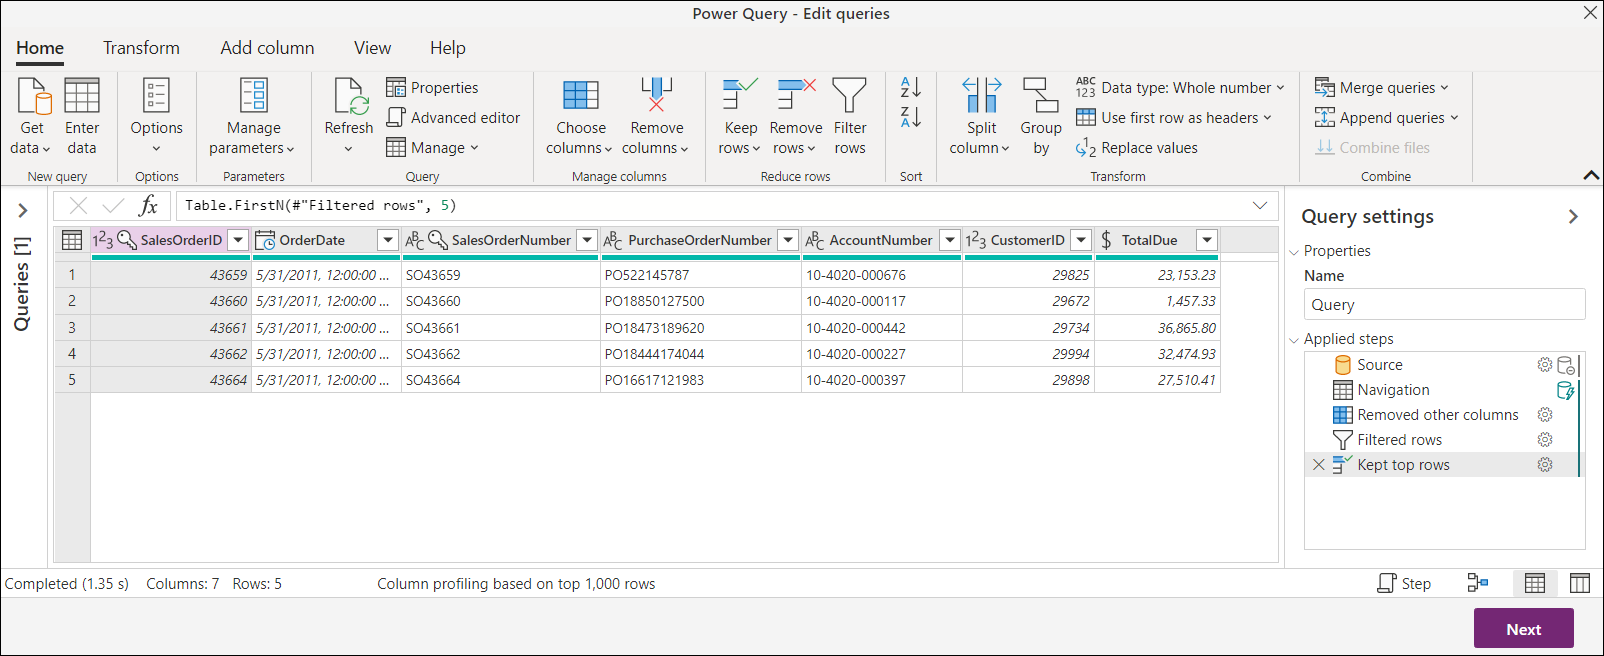 Power Query - Edit queries
Home Transform Add column View Help
Get data
Enter data
Options
Manage parameters
Refresh
Properties
Advanced editor
Manage
Choose columns
Remove columns
Keep rows
Remove rows
Filter rows
A Z
Z A
Split column
Group by
ABC 123 Data type: Whole number
Use first row as headers
1 2 Replace values
Merge queries
Append queries
Combine files
New query Options Parameters Query Manage columns Reduce rows Sort Transform Combine
Queries [1]
fx Table.FirstN(#"Filtered rows", 5)
123 SalesOrderID OrderDate ABC SalesOrderNumber ABC PurchaseOrderNumber ABC AccountNumber 123 CustomerID $ TotalDue
1 43659 5/31/2011, 12:00:00 ... SO43659 PO522145787 10-4020-000676 29825 23,153.23
2 43660 5/31/2011, 12:00:00 ... SO43660 PO18850127500 10-4020-000117 29672 1,457.33
3 43661 5/31/2011, 12:00:00 ... SO43661 PO18473189620 10-4020-000442 29734 36,865.80
4 43662 5/31/2011, 12:00:00 ... SO43662 PO18444174044 10-4020-000227 29994 32,474.93
5 43664 5/31/2011, 12:00:00 ... SO43664 PO16617121983 10-4020-000397 29898 27,510.41
Query settings
Properties
Name
Query
Applied steps
Source
Navigation
Removed other columns
Filtered rows
Kept top rows
Completed (1.35 s) Columns: 7 Rows: 5 Column profiling based on top 1,000 rows Step
Next